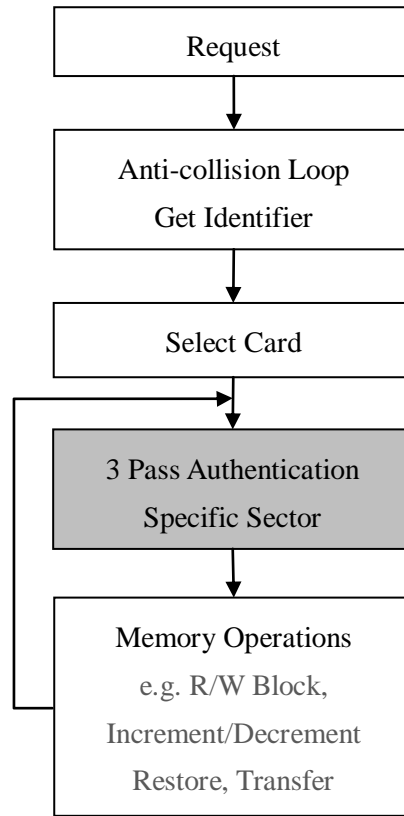 Request
Anti-collision Loop
Get Identifier
Select Card
3 Pass Authentication
Specific Sector
Memory Operations
e.g. R/W Block,
Increment/Decrement
Restore, Transfer